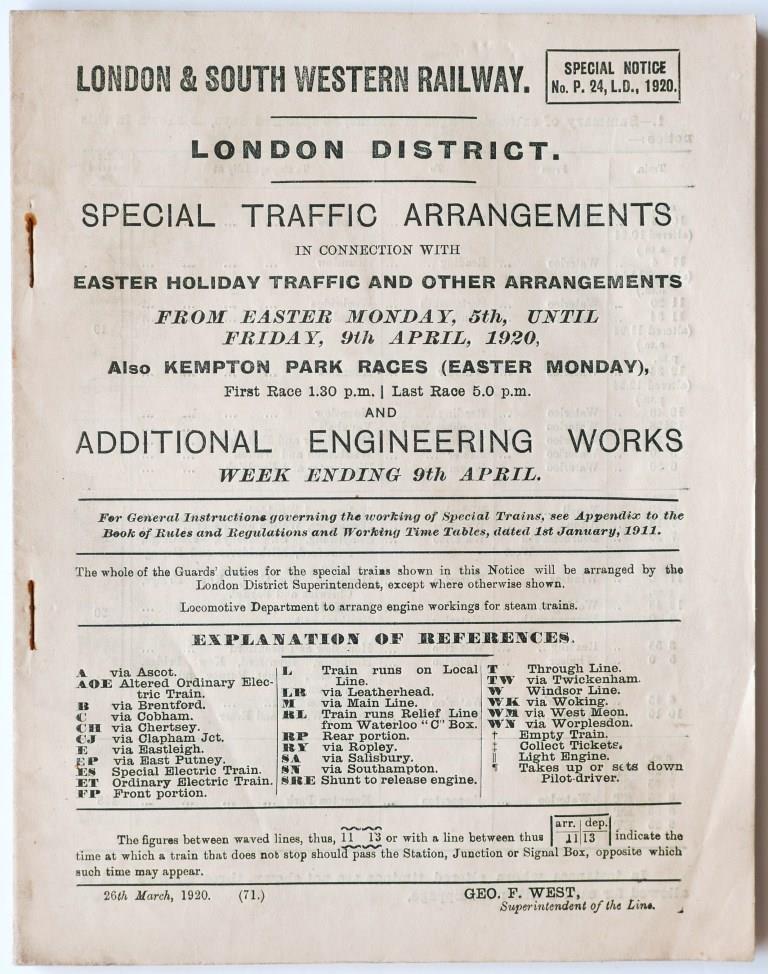 LONDON & SOUTH WESTERN RAILWAY.
SPECIAL NOTICE
No. P. 24, L.D., 1920.
LONDON DISTRICT.
SPECIAL TRAFFIC ARRANGEMENTS
IN CONNECTION WITH
EASTER HOLIDAY TRAFFIC AND OTHER ARRANGEMENTS
FROM EASTER MONDAY, 5th, UNTIL
FRIDAY, 9th APRIL, 1920,
Also KEMPTON PARK RACES (EASTER MONDAY),
First Race 1.30 p.m. | Last Race 5.0 p.m.
AND
ADDITIONAL ENGINEERING WORKS
WEEK ENDING 9th APRIL.
For General Instructions governing the working of Special Trains, see Appendix to the
Book of Rules and Regulations and Working Time Tables, dated 1st January, 1911.
The whole of the Guards' duties for the special trains shown in this Notice will be arranged by the
London District Superintendent, except where otherwise shown.
Locomotive Department to arrange engine workings for steam trains.
EXPLANATION OF REFERENCES.
A via Ascot.
AOE Altered Ordinary Elec-
tric Train.
B via Brentford.
C via Cobham.
CH via Chertsey.
CJ via Clapham Jct.
E via Eastleigh.
EP via East Putney.
ES Special Electric Train.
ET Ordinary Electric Train.
FP Front portion.
L Train runs on Local
Line.
LR via Leatherhead.
M via Main Line.
RL Train runs Relief Line
from Waterloo "C" Box.
RP Rear portion.
RY via Ropley.
SA via Salisbury.
SN via Southampton.
SRE Shunt to release engine.
T Through Line.
TW via Twickenham.
W Windsor Line.
WK via Woking.
WM via West Meon.
WN via Worplesdon.
† Empty Train.
‡ Collect Tickets.
‖ Light Engine.
¶ Takes up or sets down
Pilot-driver.
arr. | dep.
The figures between waved lines, thus, 11 13 or with a line between thus 11 | 13 indicate the
time at which a train that does not stop should pass the Station, Junction or Signal Box, opposite which
such time may appear.
26th March, 1920. (71.)
GEO. F. WEST,
Superintendent of the Line.